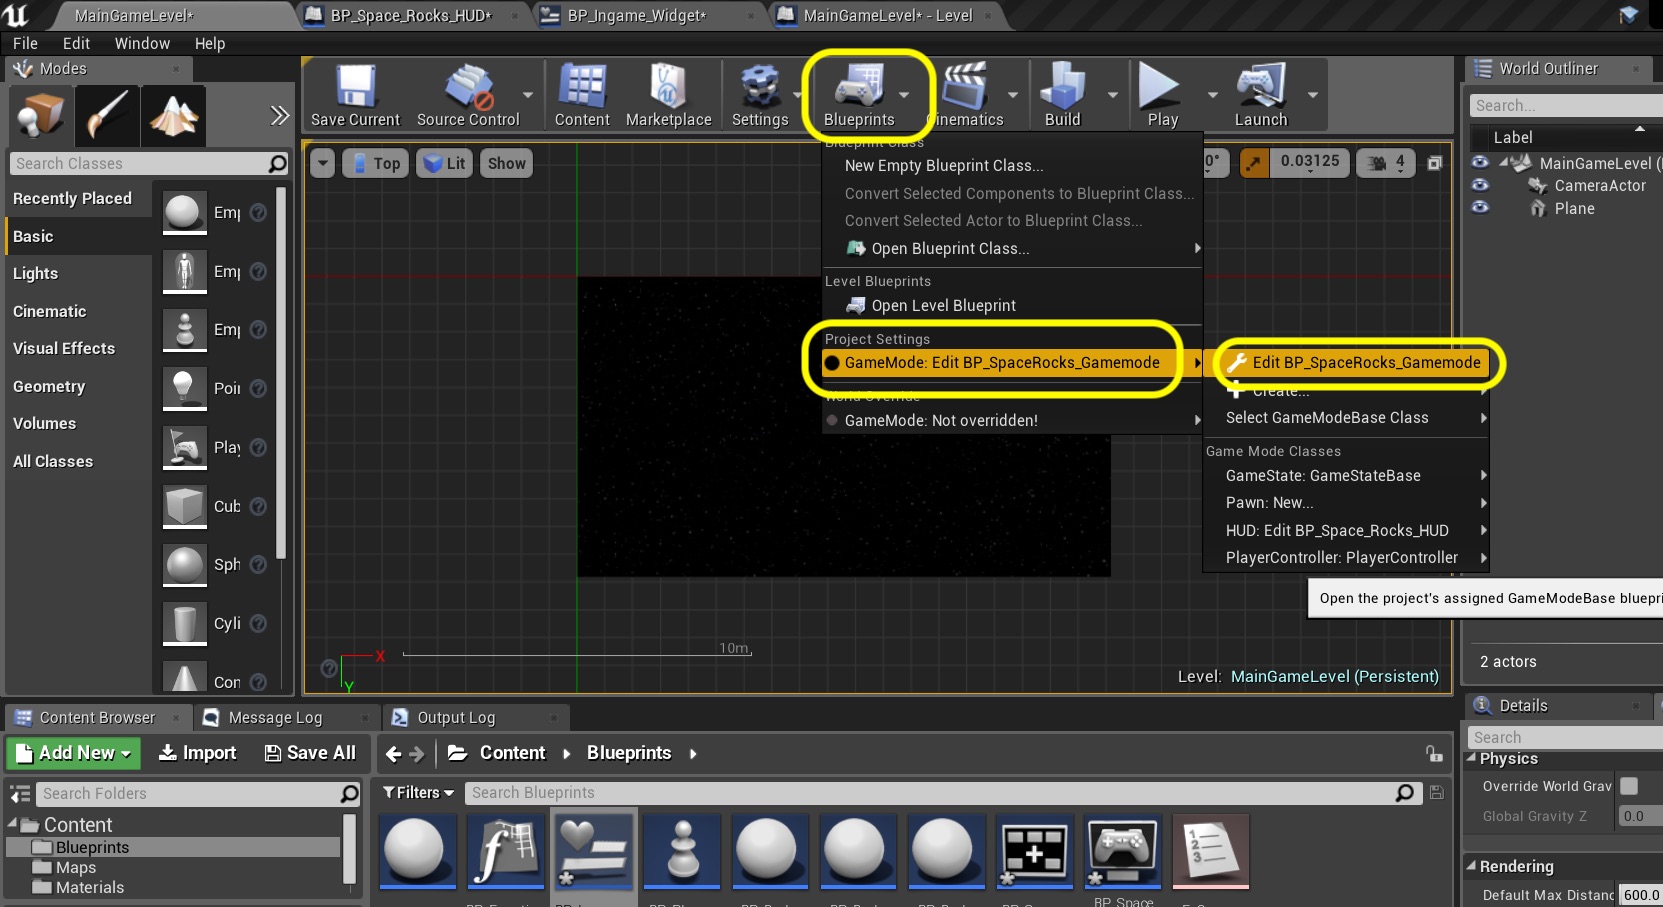 MainGameLevel*
BP_Space_Rocks_HUD*
BP_Ingame_Widget*
MainGameLevel* - Level
File Edit Window Help
Modes
Save Current
Source Control
Content
Marketplace
Settings
Blueprints
Cinematics
Build
Play
Launch
World Outliner
Search...
Label
MainGameLevel (
CameraActor
Plane
2 actors
Search Classes
Recently Placed
Basic
Lights
Cinematic
Visual Effects
Geometry
Volumes
All Classes
Emp
Emp
Emp
Poin
Play
Cub
Sph
Cyli
Con
Top
Lit
Show
0°
0.03125
4
Blueprint Class
New Empty Blueprint Class...
Convert Selected Components to Blueprint Class...
Convert Selected Actor to Blueprint Class...
Open Blueprint Class...
Level Blueprints
Open Level Blueprint
Project Settings
GameMode: Edit BP_SpaceRocks_Gamemode
World Override
GameMode: Not overridden!
Edit BP_SpaceRocks_Gamemode
Create...
Select GameModeBase Class
Game Mode Classes
GameState: GameStateBase
Pawn: New...
HUD: Edit BP_Space_Rocks_HUD
PlayerController: PlayerController
Open the project's assigned GameModeBase bluepri
X
Y
10m
Level: MainGameLevel (Persistent)
Content Browser
Message Log
Output Log
Add New
Import
Save All
Content
Blueprints
Search Folders
Filters
Search Blueprints
Content
Blueprints
Maps
Materials
1
2
3
BP_Space
Details
Search
Physics
Override World Grav
Global Gravity Z 0.0
Rendering
Default Max Distanc 600.0